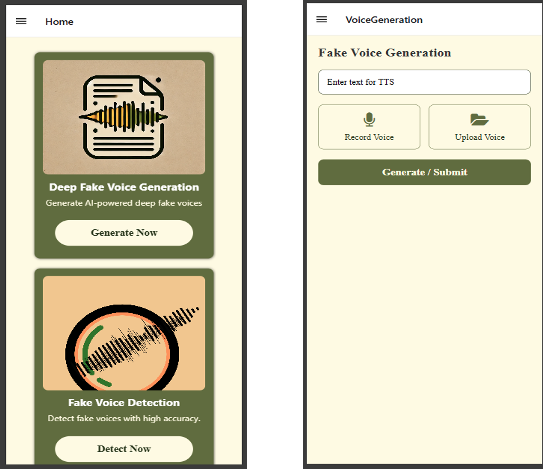 Home
Deep Fake Voice Generation
Generate AI-powered deep fake voices
Generate Now
Fake Voice Detection
Detect fake voices with high accuracy.
Detect Now
VoiceGeneration
Fake Voice Generation
Enter text for TTS
Record Voice
Upload Voice
Generate / Submit